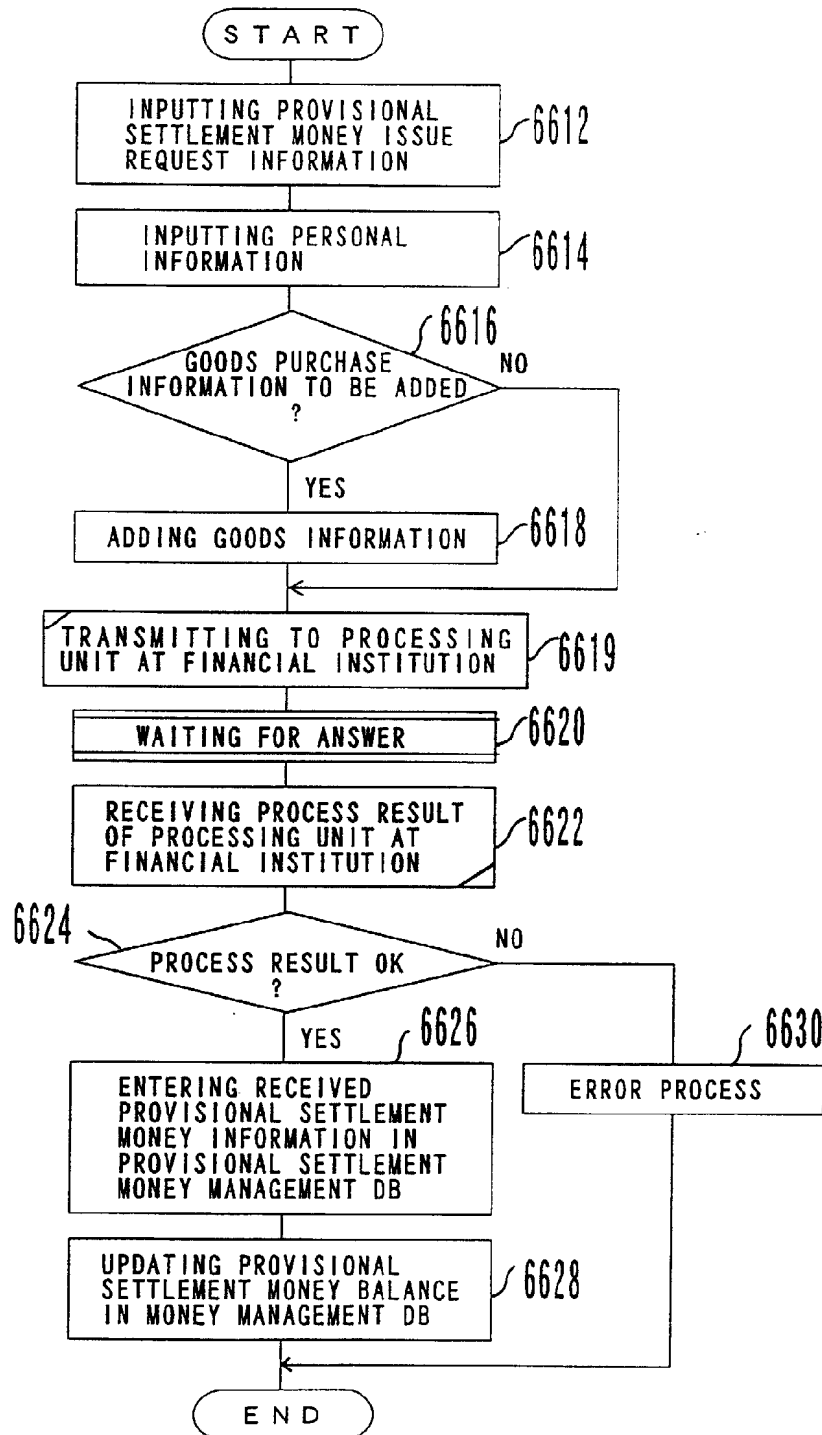 START
INPUTTING PROVISIONAL
SETTLEMENT MONEY ISSUE
REQUEST INFORMATION
6612
INPUTTING PERSONAL
INFORMATION
6614
6616
GOODS PURCHASE
INFORMATION TO BE ADDED
?
NO
YES
ADDING GOODS INFORMATION
6618
TRANSMITTING TO PROCESSING
UNIT AT FINANCIAL INSTITUTION
6619
WAITING FOR ANSWER
6620
RECEIVING PROCESS RESULT
OF PROCESSING UNIT AT
FINANCIAL INSTITUTION
6622
6624
PROCESS RESULT OK
?
NO
YES
6626
ENTERING RECEIVED
PROVISIONAL SETTLEMENT
MONEY INFORMATION IN
PROVISIONAL SETTLEMENT
MONEY MANAGEMENT DB
6630
ERROR PROCESS
UPDATING PROVISIONAL
SETTLEMENT MONEY BALANCE
IN MONEY MANAGEMENT DB
6628
END